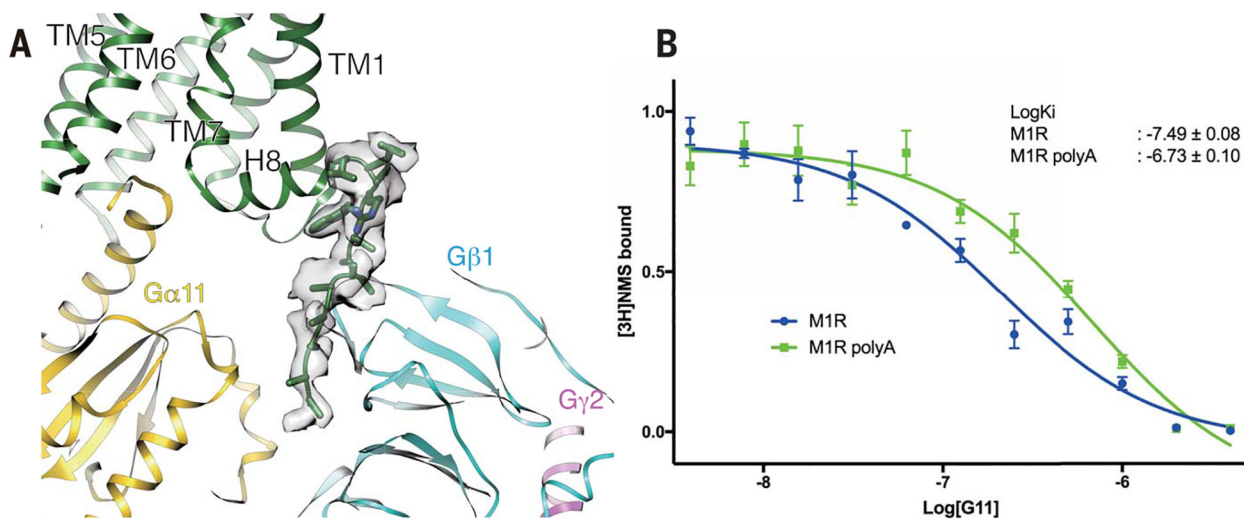 A
TM5
TM6
TM1
TM7
H8
Gβ1
Gα11
Gγ2
B
LogKi
M1R : -7.49 ± 0.08
M1R polyA : -6.73 ± 0.10
1.0
0.5
0.0
[3H]NMS bound
M1R
M1R polyA
-8 -7 -6
Log[G11]